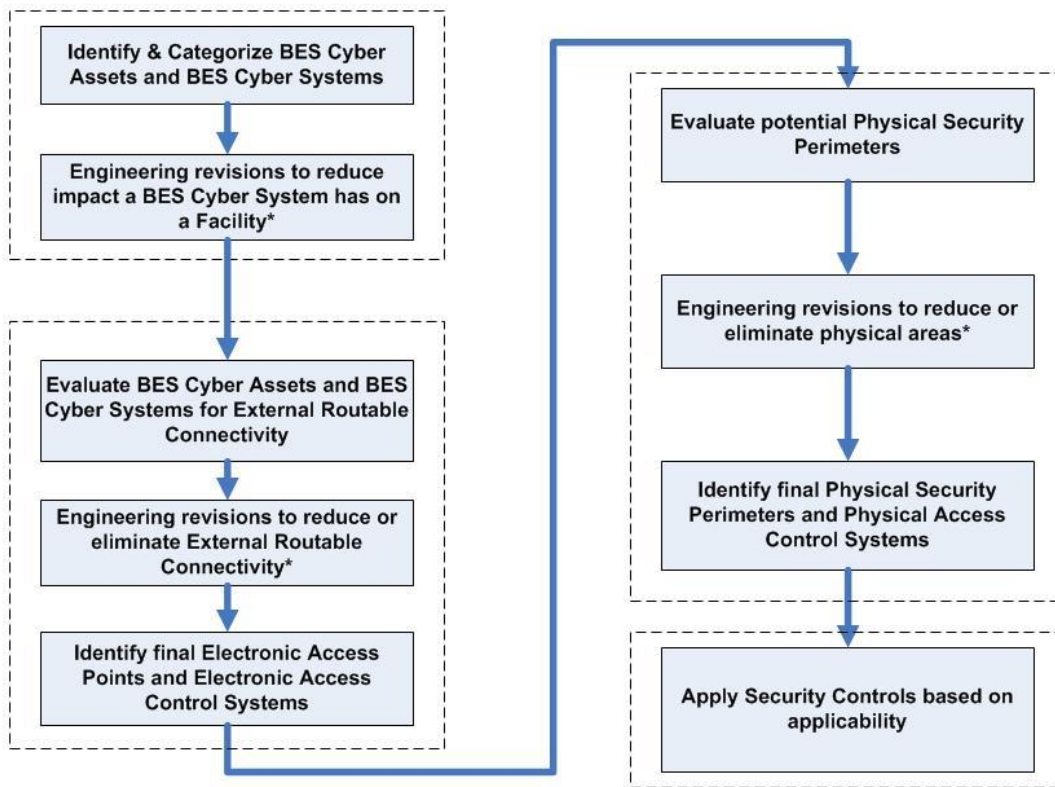 Identify & Categorize BES Cyber
Assets and BES Cyber Systems
Engineering revisions to reduce
impact a BES Cyber System has on
a Facility*
Evaluate BES Cyber Assets and BES
Cyber Systems for External Routable
Connectivity
Engineering revisions to reduce or
eliminate External Routable
Connectivity*
Identify final Electronic Access
Points and Electronic Access
Control Systems
Evaluate potential Physical Security
Perimeters
Engineering revisions to reduce or
eliminate physical areas*
Identify final Physical Security
Perimeters and Physical Access
Control Systems
Apply Security Controls based on
applicability